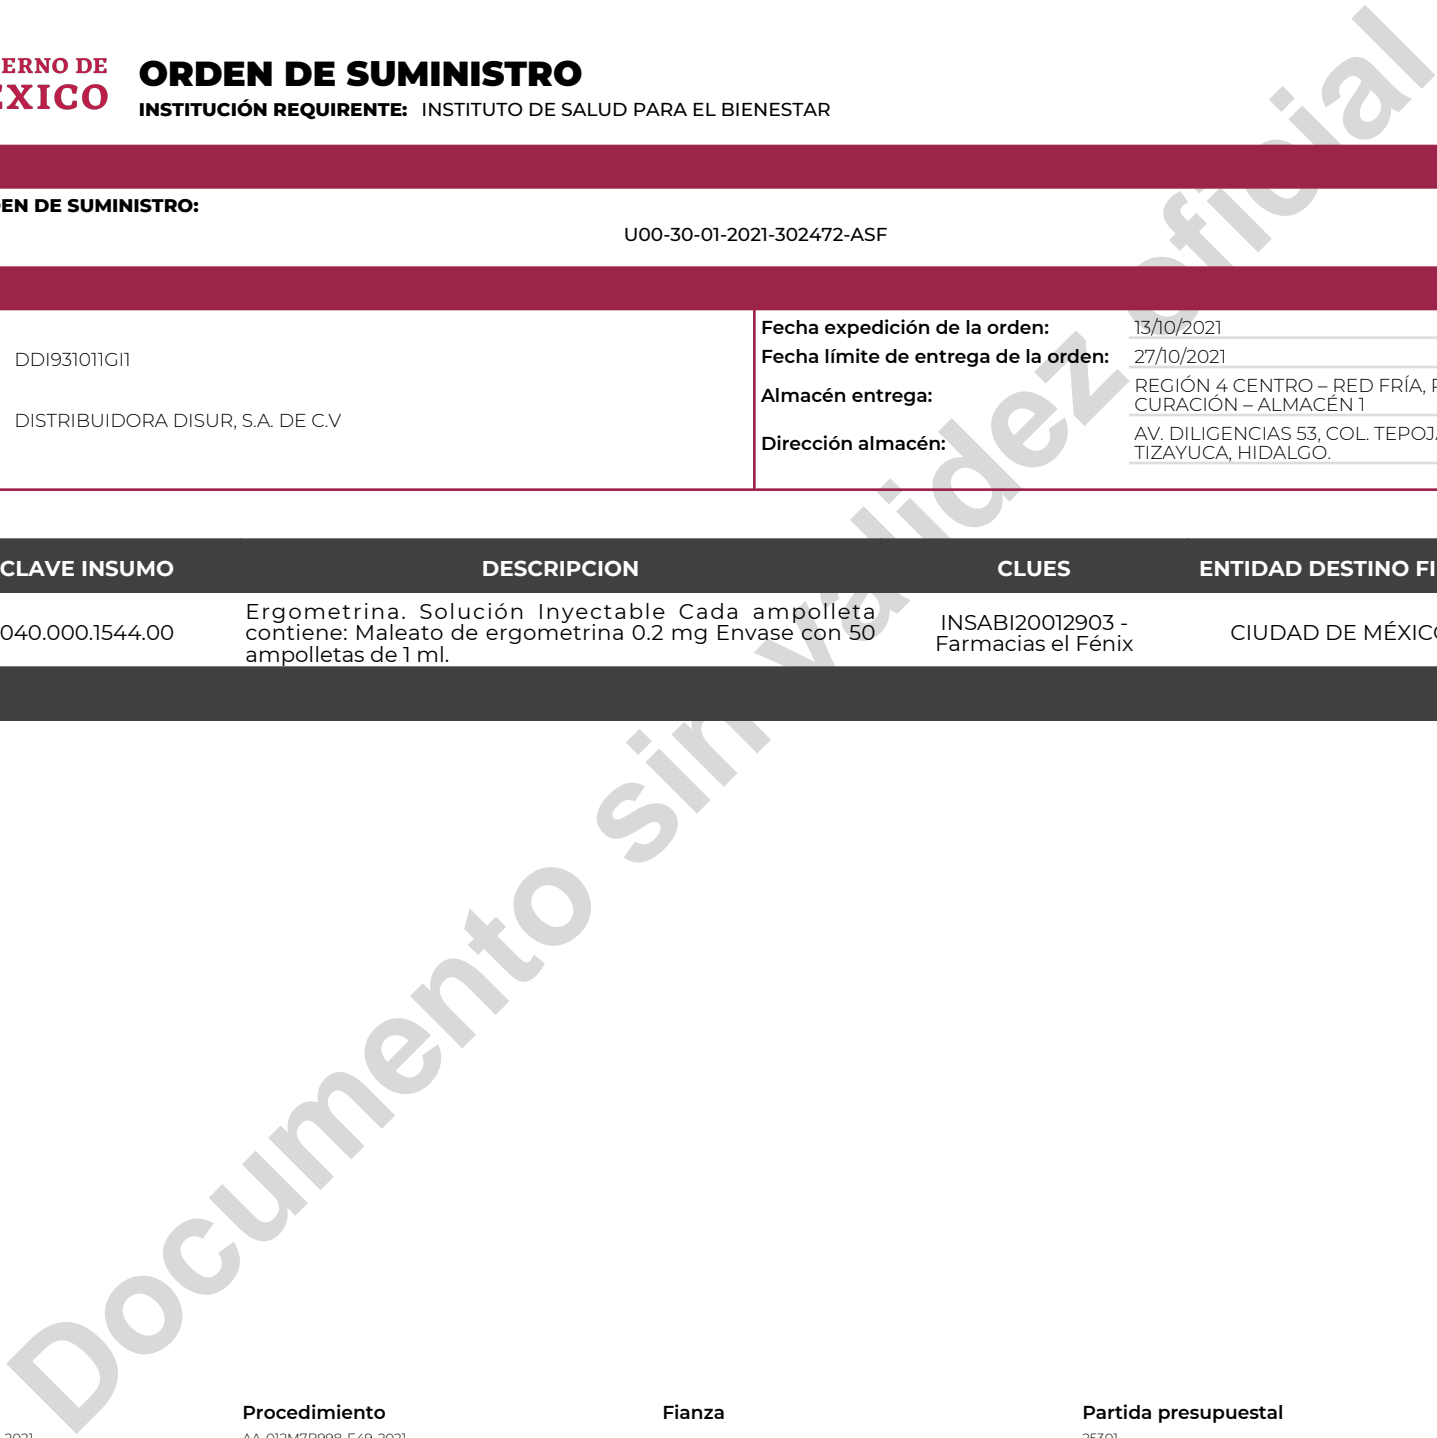 ERNO DE
ÉXICO
ORDEN DE SUMINISTRO
INSTITUCIÓN REQUIRENTE: INSTITUTO DE SALUD PARA EL BIENESTAR
EN DE SUMINISTRO:
U00-30-01-2021-302472-ASF
DDI931011GI1
DISTRIBUIDORA DISUR, S.A. DE C.V
Fecha expedición de la orden: 13/10/2021
Fecha límite de entrega de la orden: 27/10/2021
Almacén entrega: REGIÓN 4 CENTRO – RED FRÍA,
CURACIÓN – ALMACÉN 1
Dirección almacén: AV. DILIGENCIAS 53, COL. TEPOJ
TIZAYUCA, HIDALGO.
CLAVE INSUMO DESCRIPCION CLUES ENTIDAD DESTINO FI
040.000.1544.00
Ergometrina. Solución Inyectable Cada ampolleta
contiene: Maleato de ergometrina 0.2 mg Envase con 50
ampolletas de 1 ml.
INSABI20012903 -
Farmacias el Fénix
CIUDAD DE MÉXICO
Documento sin validez oficial
Procedimiento Fianza Partida presupuestal